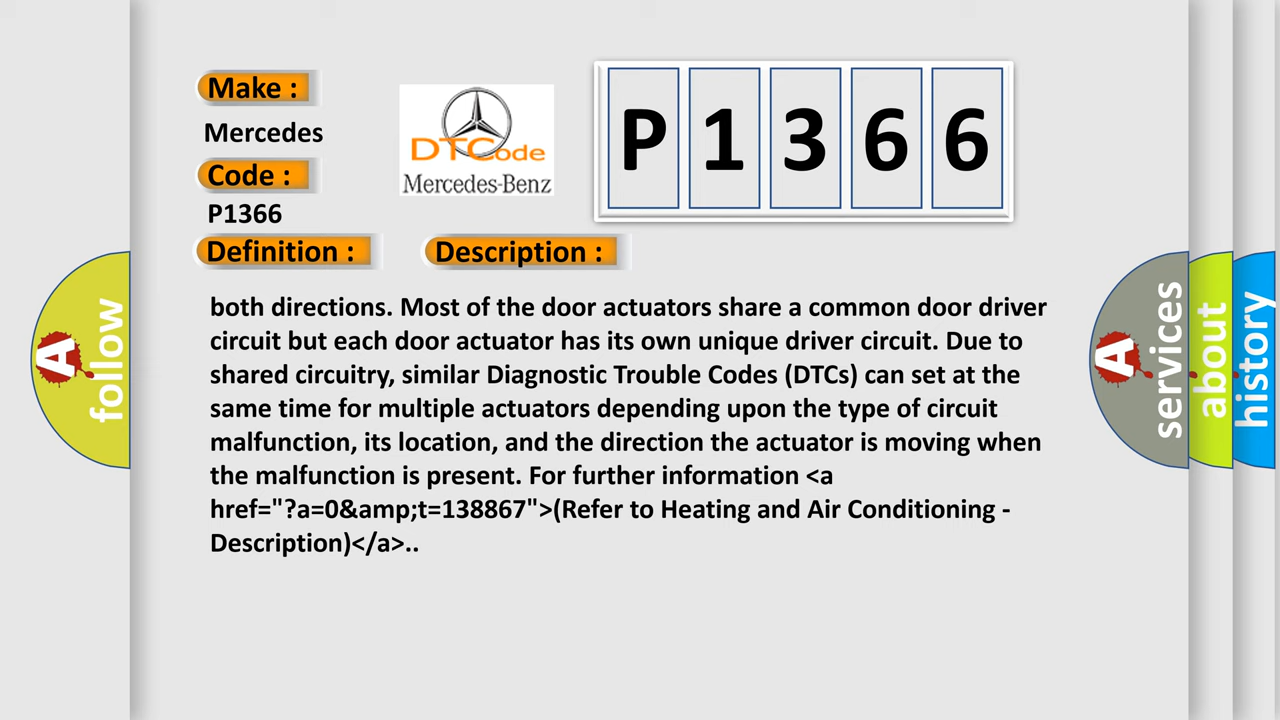 Make :
Mercedes
Code :
P1366
Definition :
Description :
DTCode
Mercedes-Benz
P 1 3 6 6
both directions. Most of the door actuators share a common door driver
circuit but each door actuator has its own unique driver circuit. Due to
shared circuitry, similar Diagnostic Trouble Codes (DTCs) can set at the
same time for multiple actuators depending upon the type of circuit
malfunction, its location, and the direction the actuator is moving when
the malfunction is present. For further information <a
href="?a=0&amp;t=138867">(Refer to Heating and Air Conditioning -
Description)</a>..
A
follow
A
services
about
history